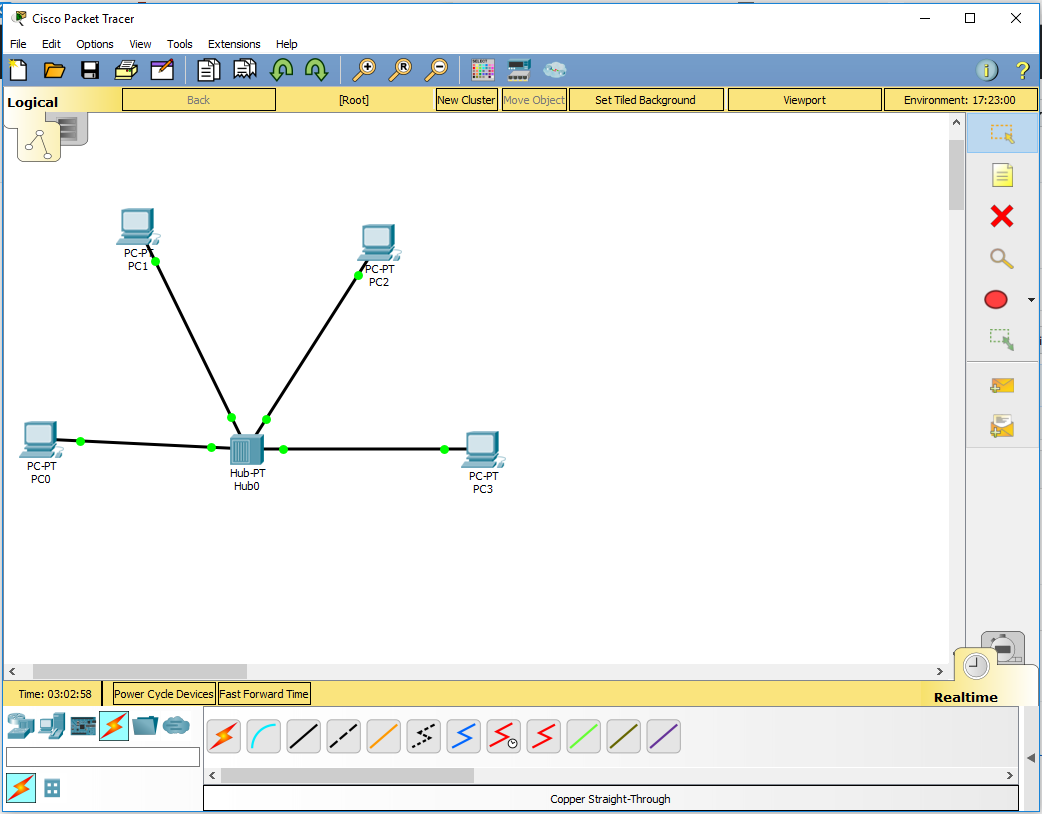 Cisco Packet Tracer
File Edit Options View Tools Extensions Help
Logical
Back
[Root]
New Cluster
Move Object
Set Tiled Background
Viewport
Environment: 17:23:00
PC-PT
PC1
PC-PT
PC2
PC-PT
PC0
Hub-PT
Hub0
PC-PT
PC3
Time: 03:02:58
Power Cycle Devices
Fast Forward Time
Realtime
Copper Straight-Through